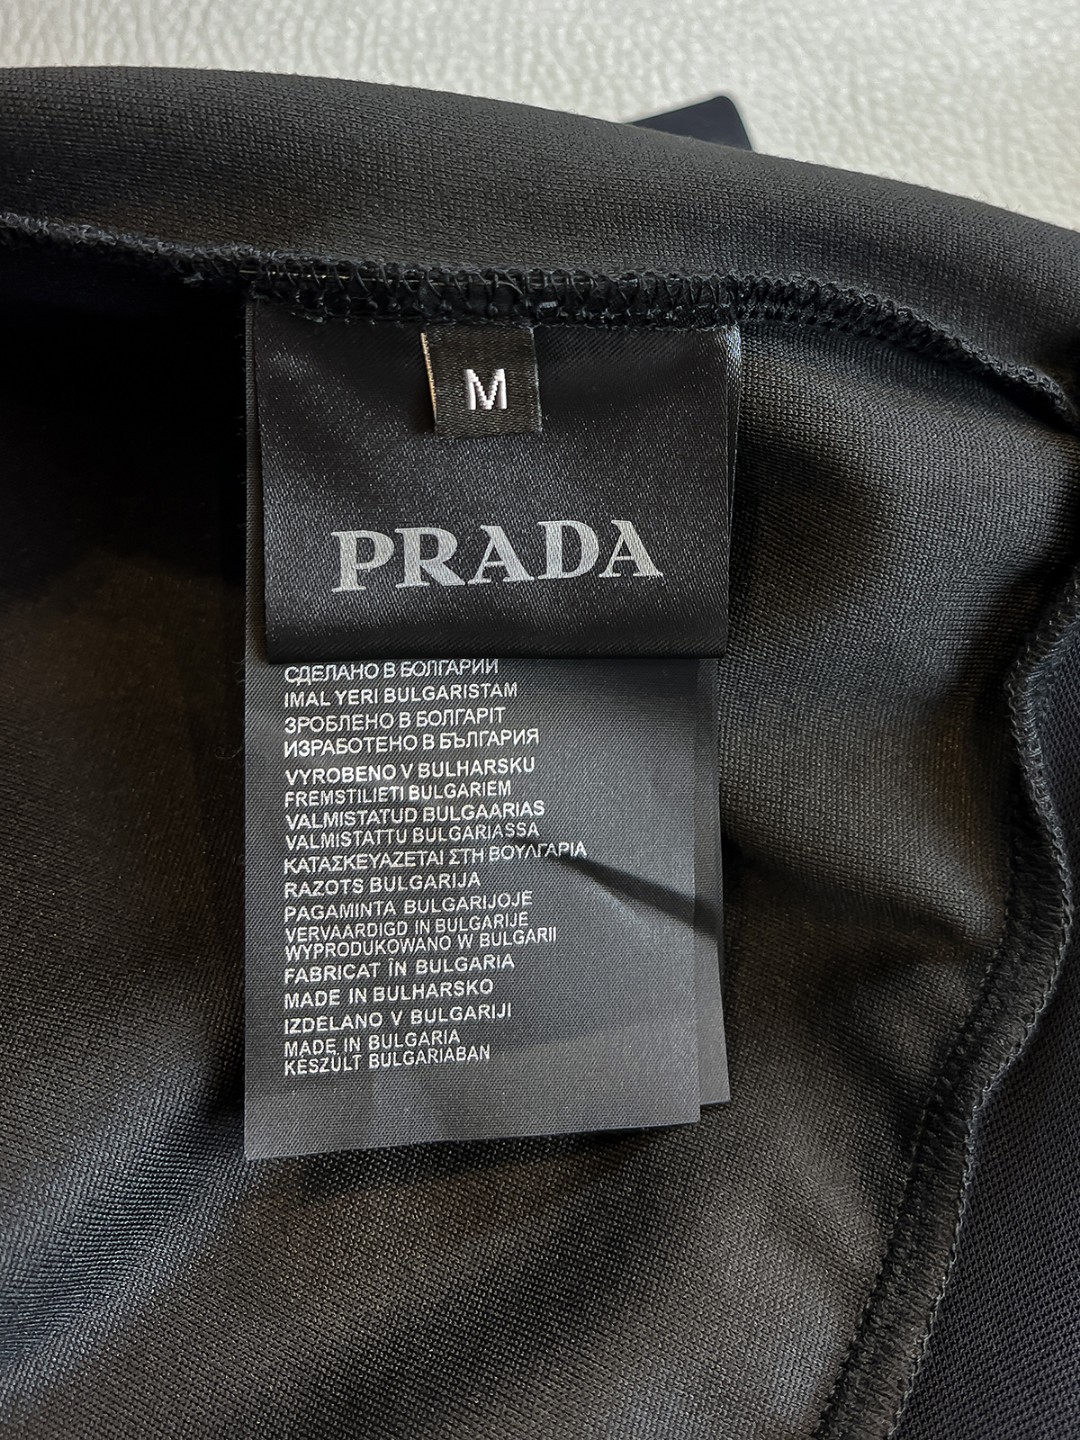 M
PRADA
СДЕЛАНО В БОЛГАРИИ
IMAL YERI BULGARISTAM
ЗРОБЛЕНО В БОЛГАРІТ
ИЗРАБОТЕНО В БЪЛГАРИЯ
VYROBENO V BULHARSKU
FREMSTILIETI BULGARIEM
VALMISTATUD BULGAARIAS
VALMISTATTU BULGARIASSA
ΚΑΤΑΣΚΕΥΑΖΕΤΑΙ ΣΤΗ ΒΟΥΛΓΑΡΙΑ
RAZOTS BULGARIJA
PAGAMINTA BULGARIJOJE
VERVAARDIGD IN BULGARIJE
WYPRODUKOWANO W BULGARII
FABRICAT ÎN BULGARIA
MADE IN BULHARSKO
IZDELANO V BULGARIJI
MADE IN BULGARIA
KESZULT BULGARIABAN